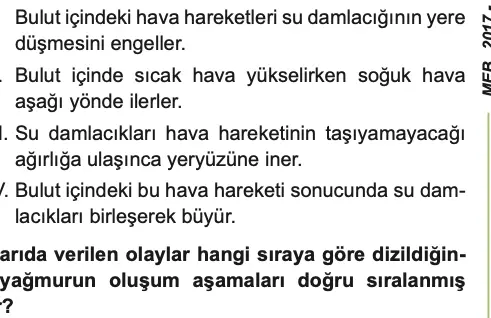 Bulut içindeki hava hareketleri su damlacığının yere
düşmesini engeller.
. Bulut içinde sıcak hava yükselirken soğuk hava
aşağı yönde ilerler.
I. Su damlacıkları hava hareketinin taşıyamayacağı
ağırlığa ulaşınca yeryüzüne iner.
V. Bulut içindeki bu hava hareketi sonucunda su dam-
lacıkları birleşerek büyür.
arıda verilen olaylar hangi sıraya göre dizildiğin-
yağmurun oluşum aşamaları doğru sıralanmış
r?
MEB 2017 -